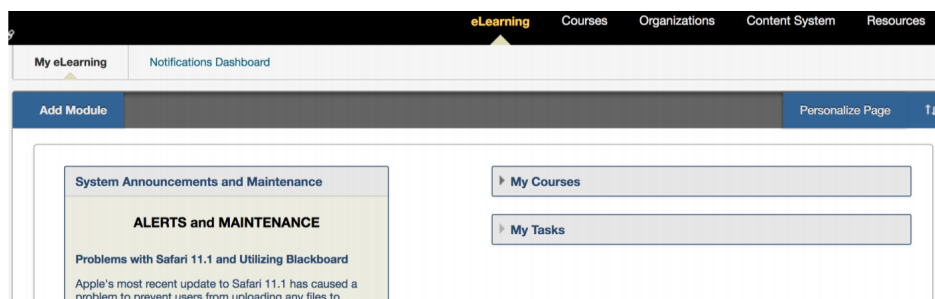 eLearning Courses Organizations Content System Resources
My eLearning Notifications Dashboard
Add Module Personalize Page
System Announcements and Maintenance
My Courses
ALERTS and MAINTENANCE
My Tasks
Problems with Safari 11.1 and Utilizing Blackboard
Apple's most recent update to Safari 11.1 has caused a
problem to prevent users from uploading any files to